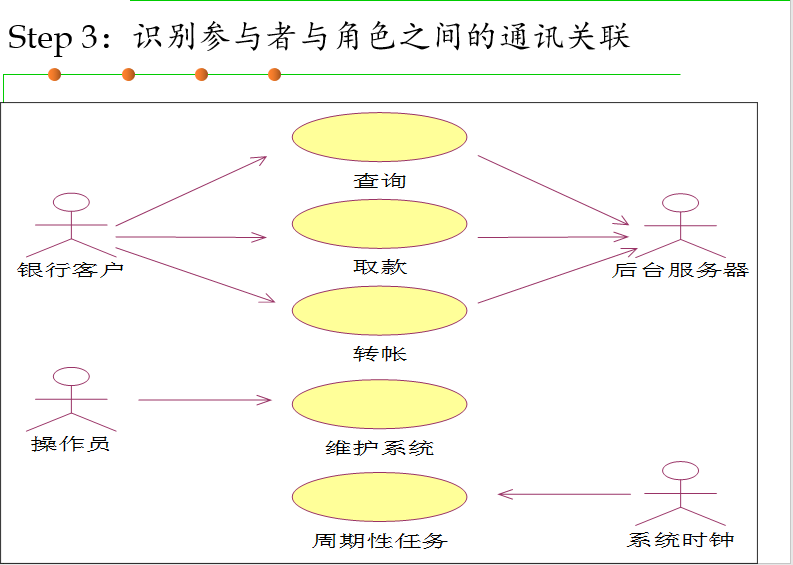 Step 3：识别参与者与角色之间的通讯关联
查询
取款
银行客户
后台服务器
转帐
操作员
维护系统
周期性任务
系统时钟